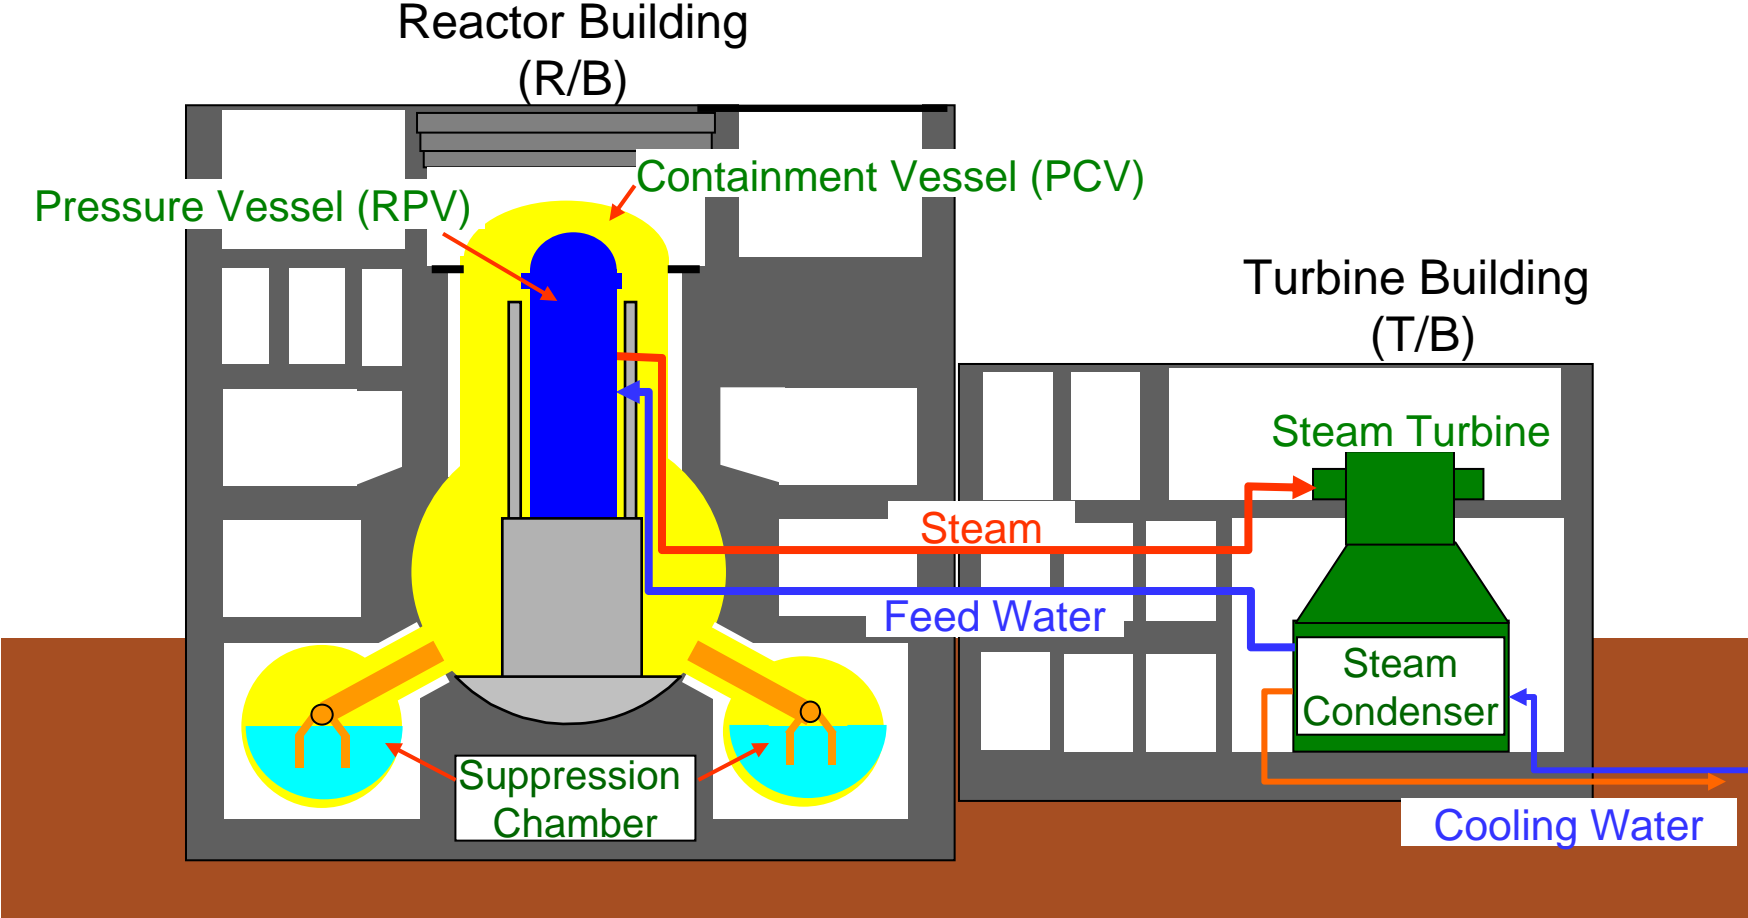 Reactor Building
(R/B)
Containment Vessel (PCV)
Pressure Vessel (RPV)
Turbine Building
(T/B)
Steam Turbine
Steam
Feed Water
Steam
Condenser
Suppression
Chamber
Cooling Water